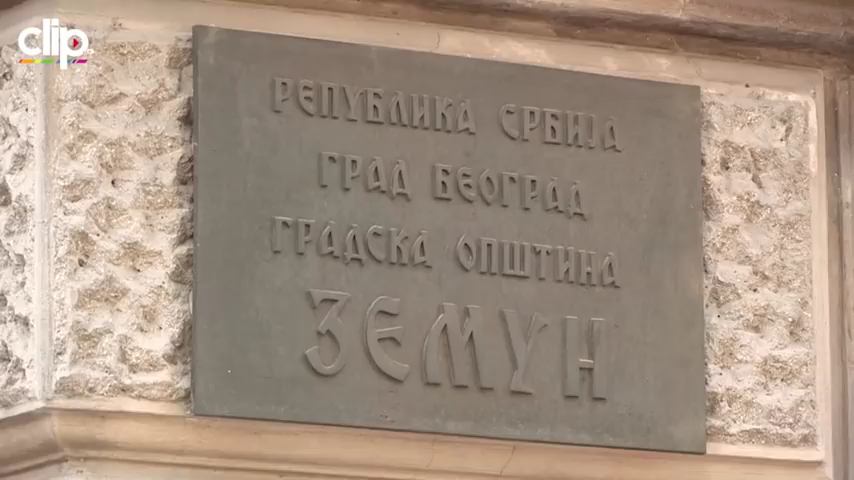 clip
РЕПУБЛИКА СРБИЈА
ГРАД БЕОГРАД
ГРАДСКА ОПШТИНА
ЗЕМУН